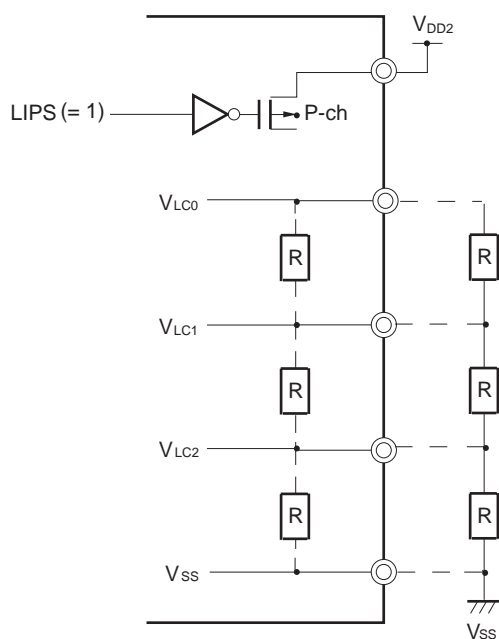 VDD2
LIPS (= 1)
P-ch
VLC0
R
R
VLC1
R
R
VLC2
R
R
VSS
VSS